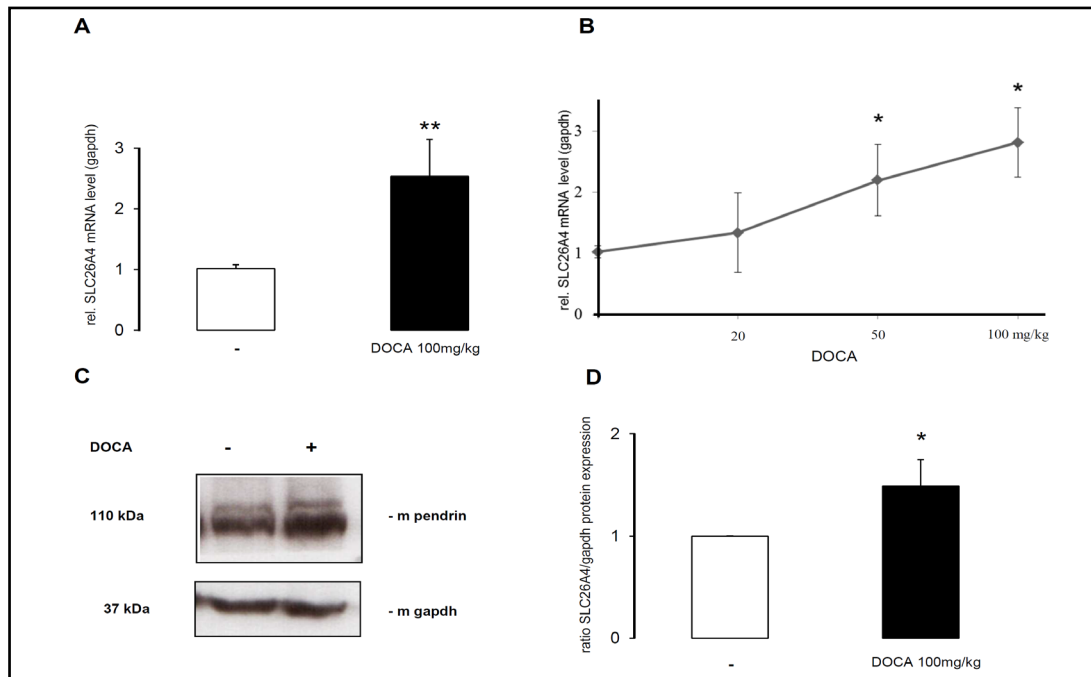 A
rel. SLC26A4 mRNA level (gapdh)
3
2
1
0
**
-
DOCA 100mg/kg
B
rel. SLC26A4 mRNA level (gapdh)
3
2
1
0
*
*
20
50
100 mg/kg
DOCA
C
DOCA
-
+
110 kDa
- m pendrin
37 kDa
- m gapdh
D
ratio SLC26A4/gapdh protein expression
2
1
0
*
-
DOCA 100mg/kg